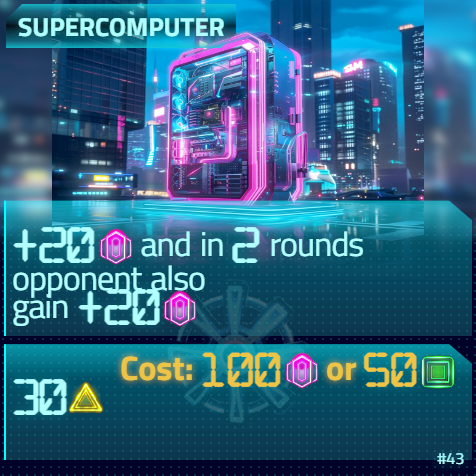 SUPERCOMPUTER
+20 and in 2 rounds
opponent also
gain +20
Cost: 100 or 50
30
#43